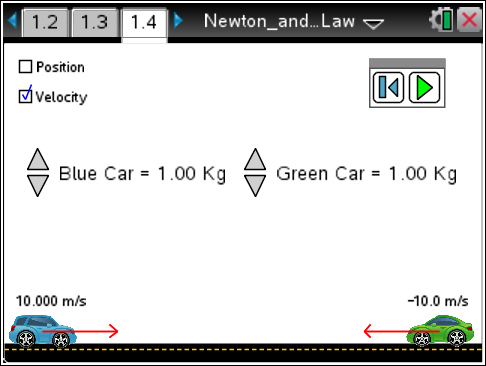 1.2 1.3 1.4 Newton_and...Law
Position
Velocity
Blue Car = 1.00 Kg Green Car = 1.00 Kg
10.000 m/s -10.0 m/s